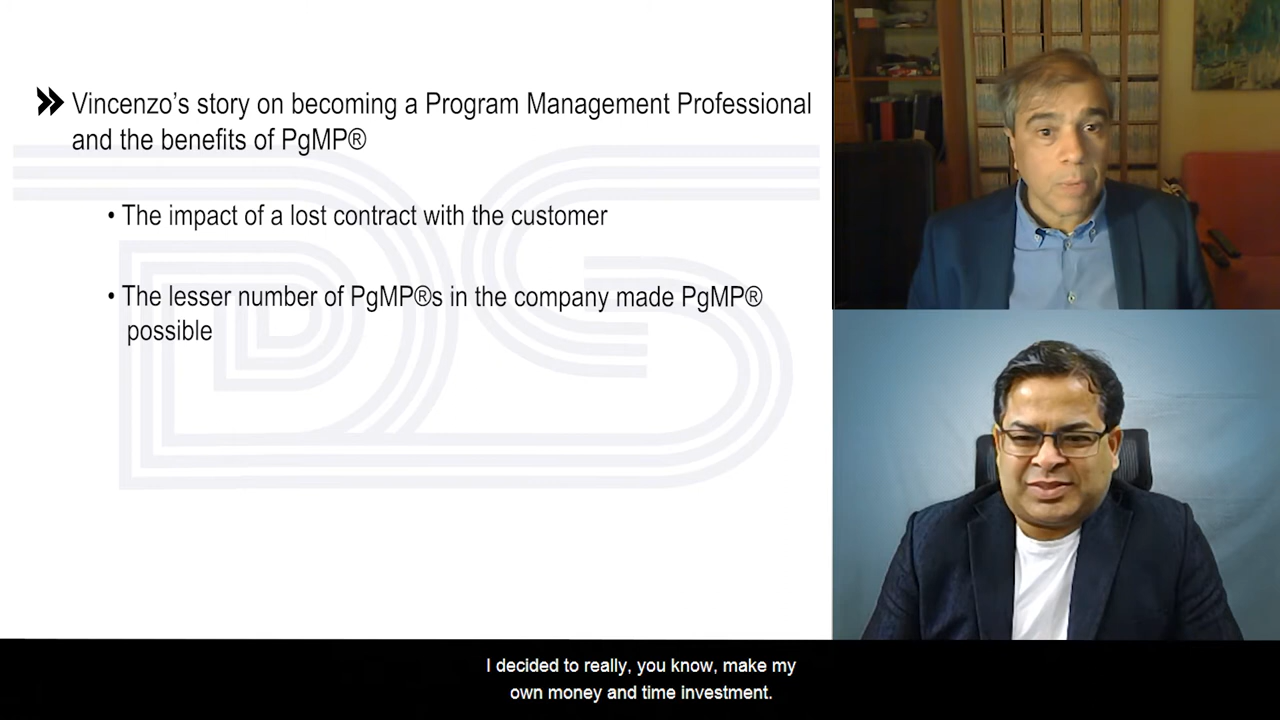 Vincenzo’s story on becoming a Program Management Professional
and the benefits of PgMP®
• The impact of a lost contract with the customer
• The lesser number of PgMP®s in the company made PgMP®
possible
I decided to really, you know, make my
own money and time investment.